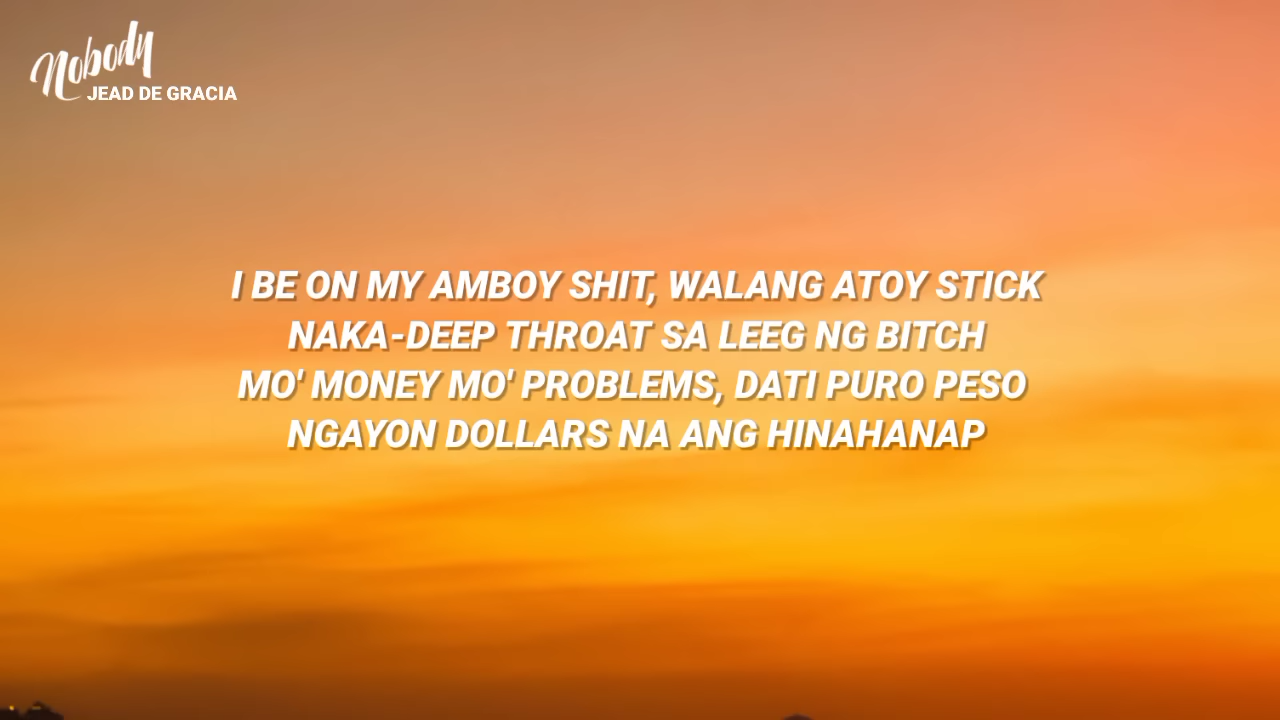 Nobody
JEAD DE GRACIA
I BE ON MY AMBOY SHIT, WALANG ATOY STICK
NAKA-DEEP THROAT SA LEEG NG BITCH
MO' MONEY MO' PROBLEMS, DATI PURO PESO
NGAYON DOLLARS NA ANG HINAHANAP